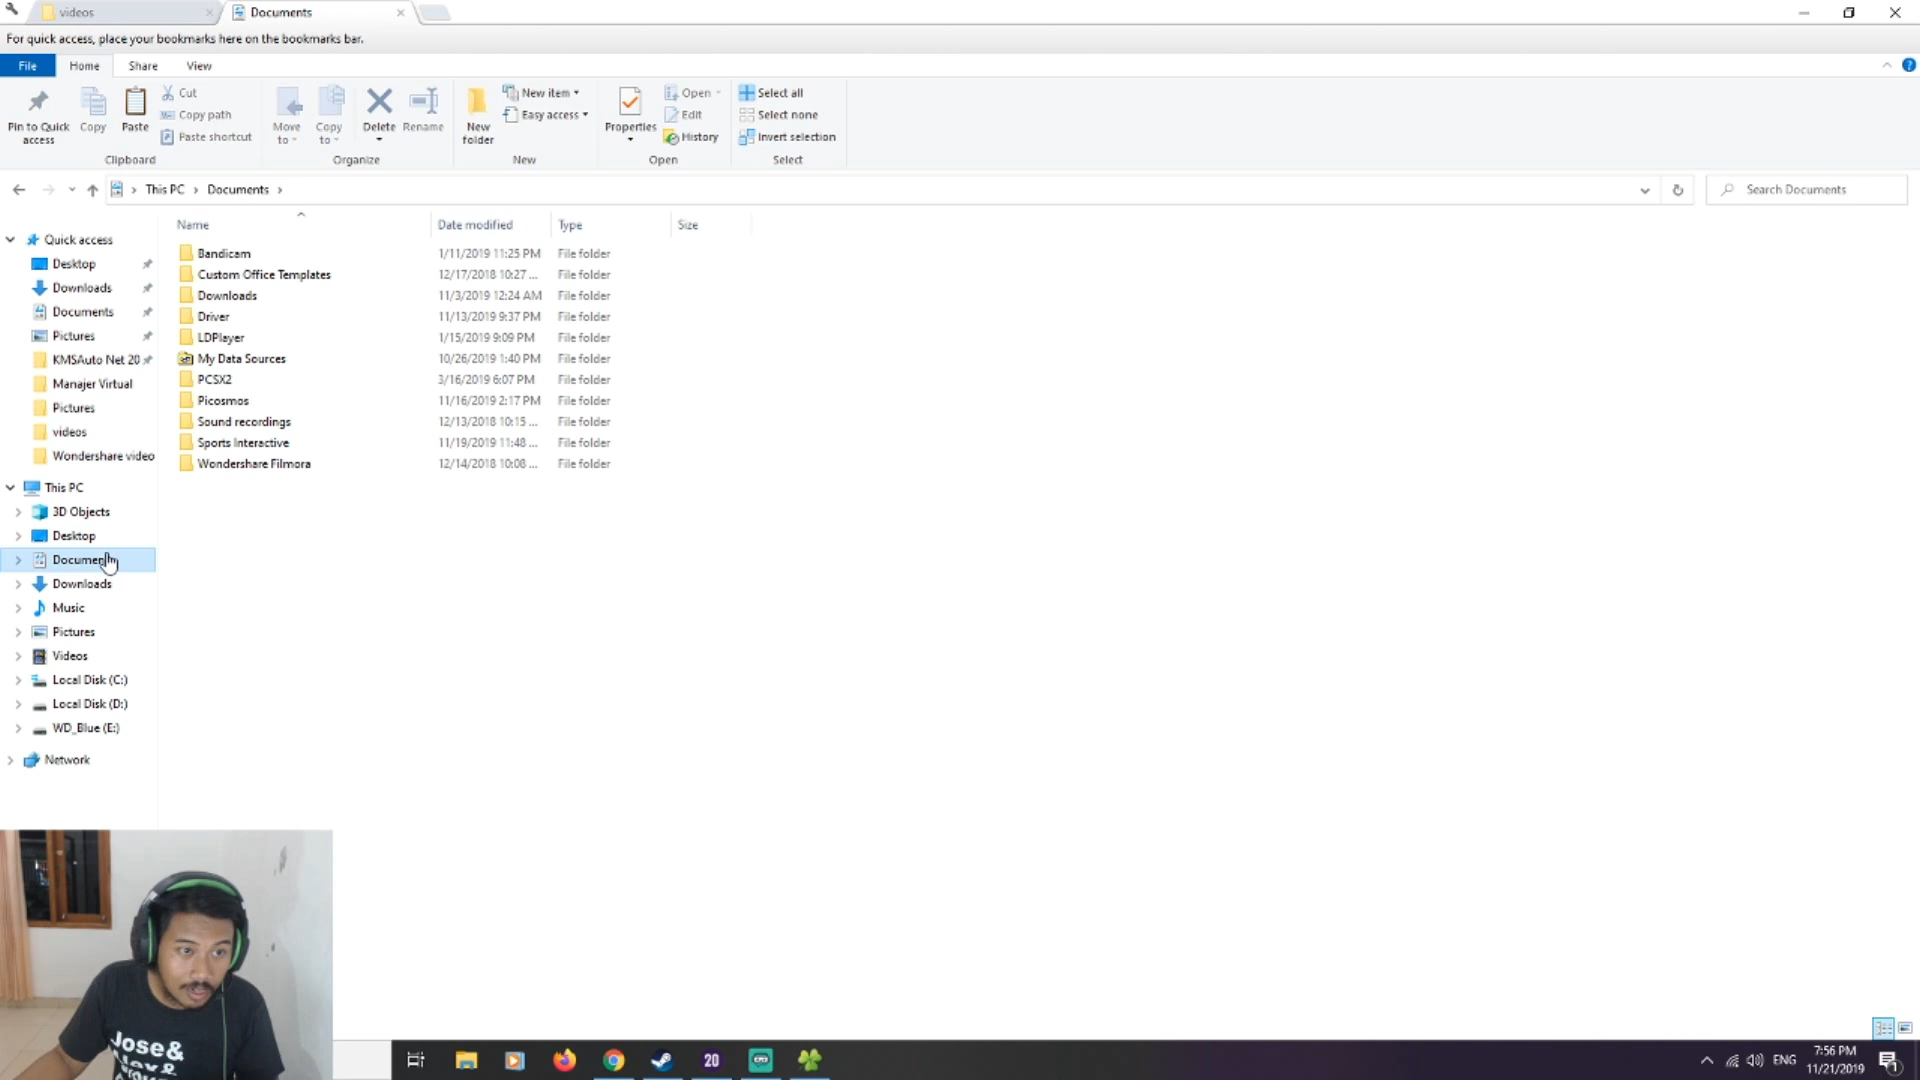 videos
Documents
For quick access, place your bookmarks here on the bookmarks bar.
File Home Share View
Pin to Quick access
Copy
Paste
Cut
Copy path
Paste shortcut
Move to
Copy to
Delete
Rename
New folder
New item
Easy access
Properties
Open
Edit
History
Select all
Select none
Invert selection
Clipboard Organize New Open Select
This PC > Documents >
Search Documents
Name Date modified Type Size
Bandicam 1/11/2019 11:25 PM File folder
Custom Office Templates 12/17/2018 10:27 ... File folder
Downloads 11/3/2019 12:24 AM File folder
Driver 11/13/2019 9:37 PM File folder
LDPlayer 1/15/2019 9:09 PM File folder
My Data Sources 10/26/2019 1:40 PM File folder
PCSX2 3/16/2019 6:07 PM File folder
Picosmos 11/16/2019 2:17 PM File folder
Sound recordings 12/13/2018 10:15 ... File folder
Sports Interactive 11/19/2019 11:48 ... File folder
Wondershare Filmora 12/14/2018 10:08 ... File folder
Quick access
Desktop
Downloads
Documents
Pictures
KMSAuto Net 20
Manajer Virtual
Pictures
videos
Wondershare video
This PC
3D Objects
Desktop
Documen
Downloads
Music
Pictures
Videos
Local Disk (C:)
Local Disk (D:)
WD_Blue (E:)
Network
Jose&
20
ENG
7:56 PM
11/21/2019
1